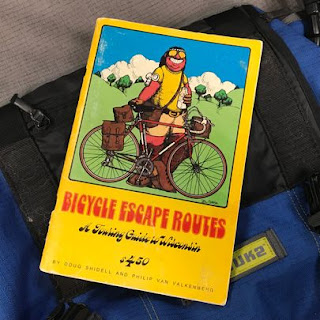 BICYCLE ESCAPE ROUTES
A Touring Guide to Wisconsin
$4.50
BY DOUG SHIDELL AND PHILIP VAN VALKENBERG